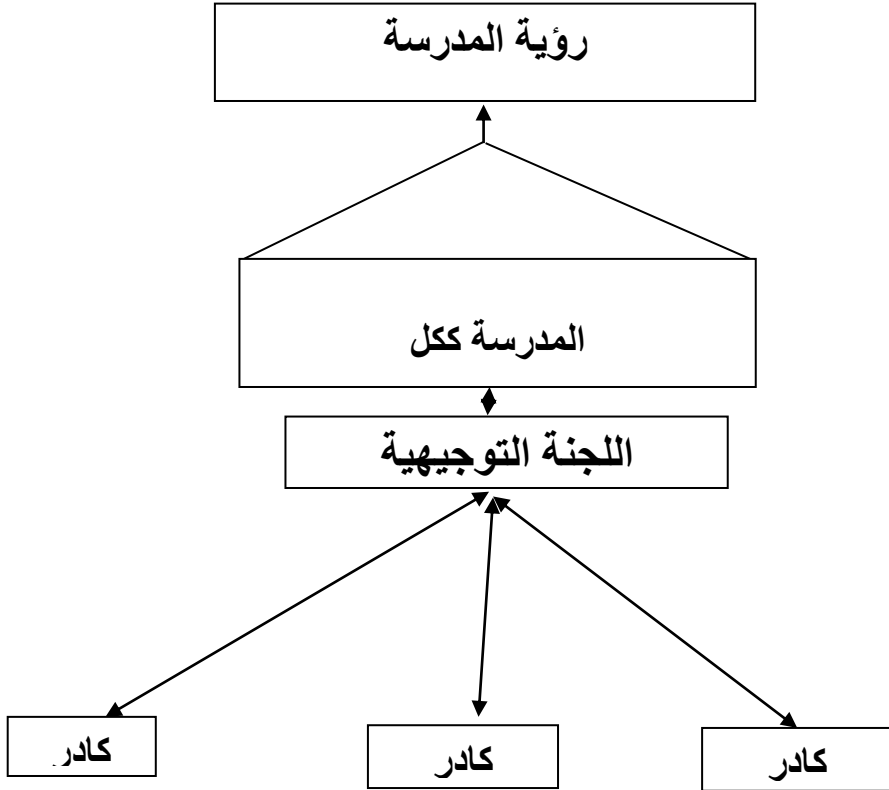 رؤية المدرسة
المدرسة ككل
اللجنة التوجيهية
كادر
كادر
كادر